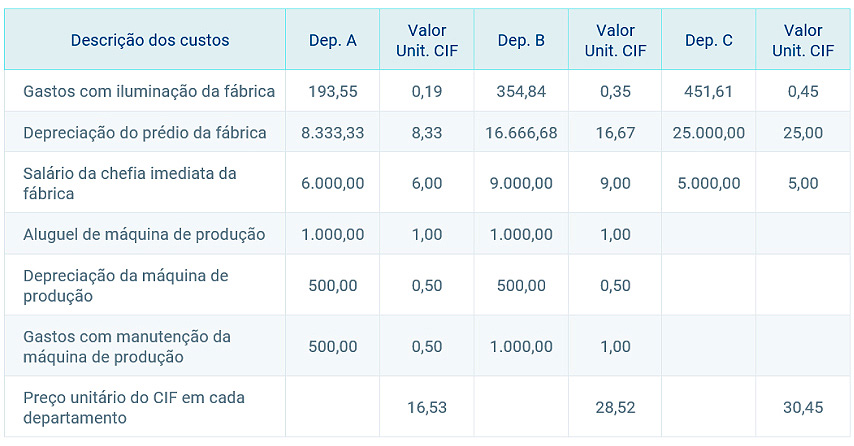 Descrição dos custos Dep. A Valor Unit. CIF Dep. B Valor Unit. CIF Dep. C Valor Unit. CIF
Gastos com iluminação da fábrica 193,55 0,19 354,84 0,35 451,61 0,45
Depreciação do prédio da fábrica 8.333,33 8,33 16.666,68 16,67 25.000,00 25,00
Salário da chefia imediata da
fábrica 6.000,00 6,00 9.000,00 9,00 5.000,00 5,00
Aluguel de máquina de produção 1.000,00 1,00 1.000,00 1,00
Depreciação da máquina de
produção 500,00 0,50 500,00 0,50
Gastos com manutenção da
máquina de produção 500,00 0,50 1.000,00 1,00
Preço unitário do CIF em cada
departamento 16,53 28,52 30,45